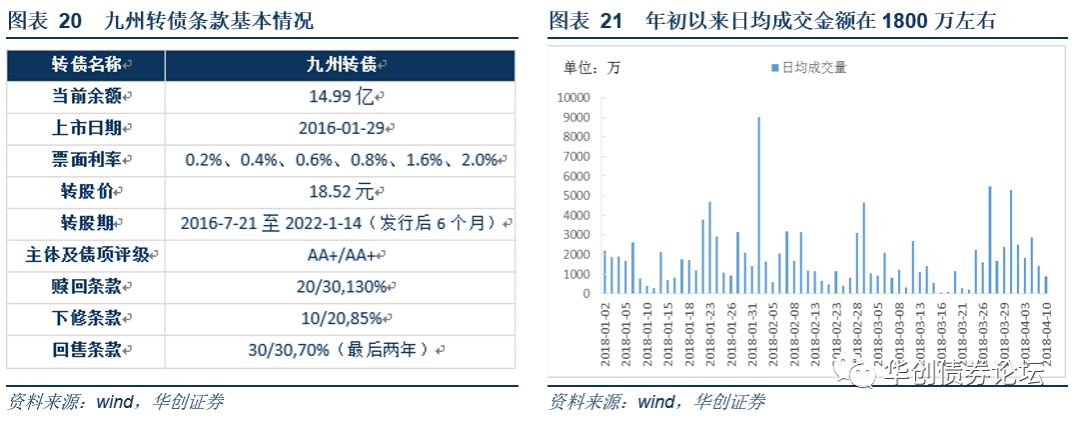 图表 20 九州转债条款基本情况
转债名称 九州转债
当前余额 14.99 亿
上市日期 2016-01-29
票面利率 0.2%、0.4%、0.6%、0.8%、1.6%、2.0%
转股价 18.52 元
转股期 2016-7-21 至 2022-1-14（发行后 6 个月）
主体及债项评级 AA+/AA+
赎回条款 20/30,130%
下修条款 10/20,85%
回售条款 30/30,70%（最后两年）
资料来源：wind，华创证券
图表 21 年初以来日均成交金额在 1800 万左右
单位：万
日均成交量
10000
9000
8000
7000
6000
5000
4000
3000
2000
1000
0
2018-01-02
2018-01-05
2018-01-10
2018-01-15
2018-01-18
2018-01-23
2018-01-26
2018-01-31
2018-02-05
2018-02-08
2018-02-13
2018-02-23
2018-02-28
2018-03-05
2018-03-08
2018-03-13
2018-03-16
2018-03-21
2018-03-26
2018-03-29
2018-04-03
2018-04-10
华创债券论坛
资料来源：wind，华创证券